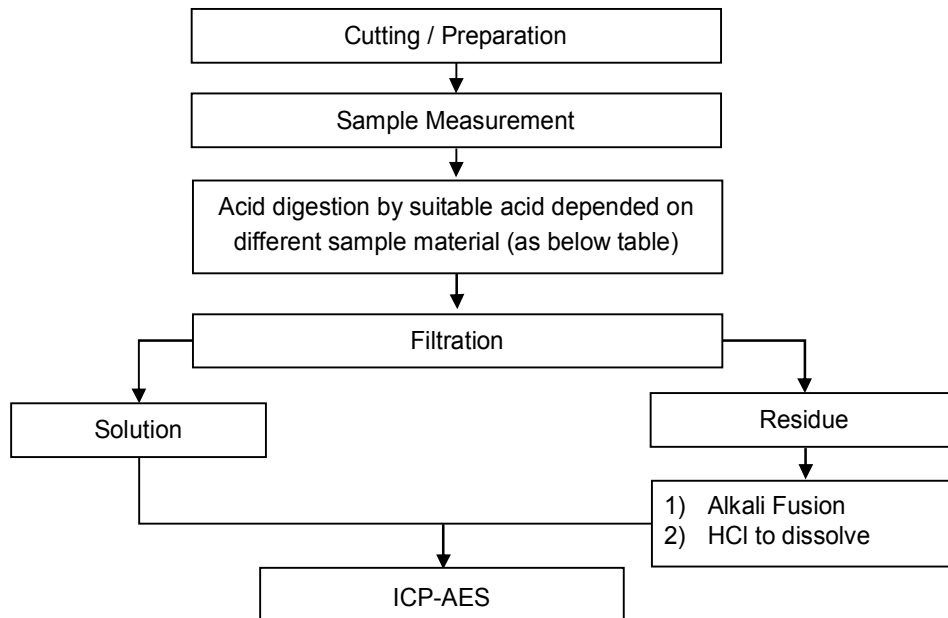 Cutting / Preparation
Sample Measurement
Acid digestion by suitable acid depended on
different sample material (as below table)
Filtration
Solution
Residue
1) Alkali Fusion
2) HCl to dissolve
ICP-AES